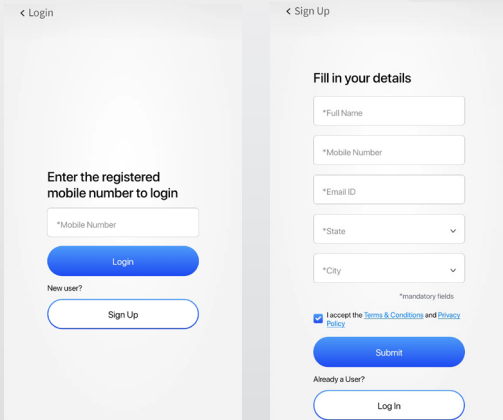 Login
Enter the registered
mobile number to login
*Mobile Number
Login
New user?
Sign Up
Sign Up
Fill in your details
*Full Name
*Mobile Number
*Email ID
*State
*City
*mandatory fields
I accept the Terms & Conditions and Privacy
Policy
Submit
Already a User?
Log In